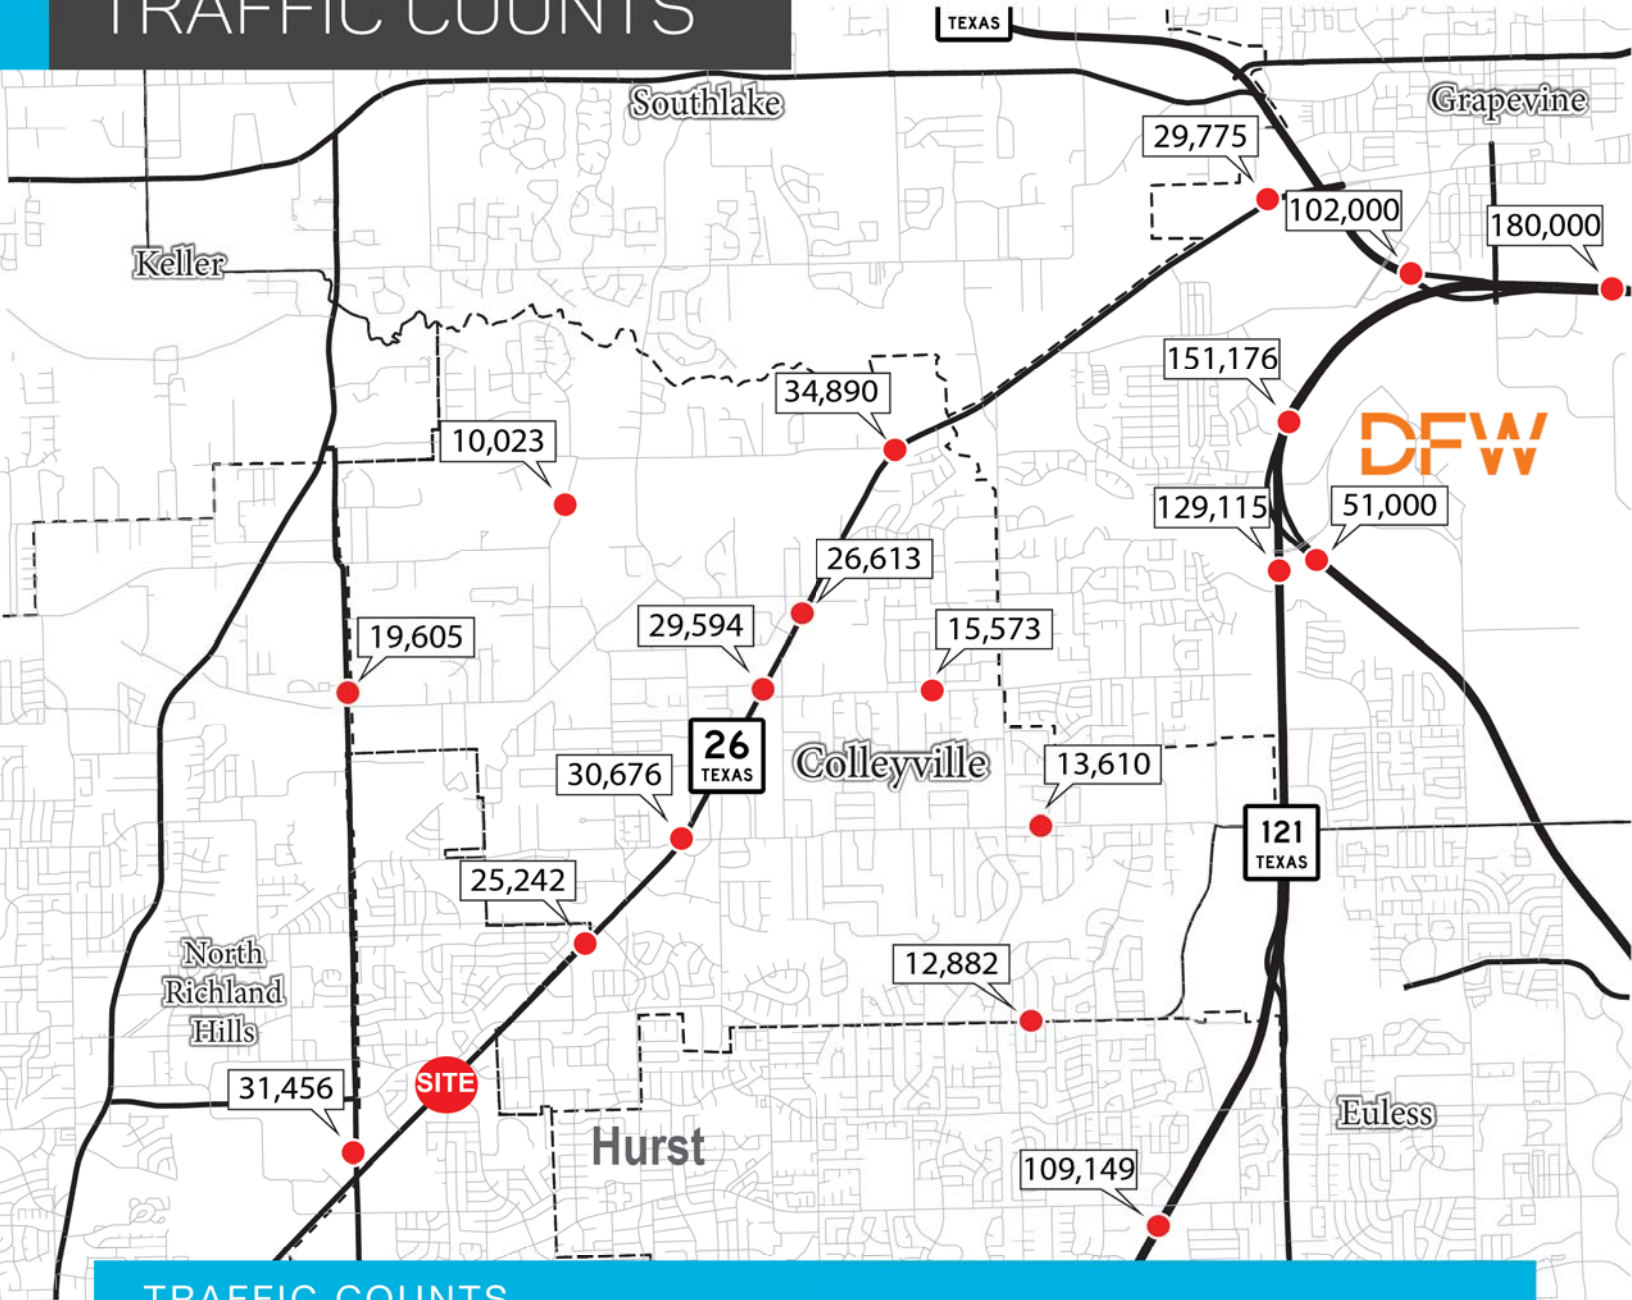 TRAFFIC COUNTS
TEXAS
Southlake
Grapevine
29,775
102,000
180,000
Keller
151,176
34,890
10,023
DFW
129,115
51,000
26,613
29,594
15,573
19,605
26
TEXAS
Colleyville
13,610
30,676
121
TEXAS
25,242
North
Richland
Hills
12,882
SITE
31,456
Euless
Hurst
109,149
TRAFFIC COUNTS